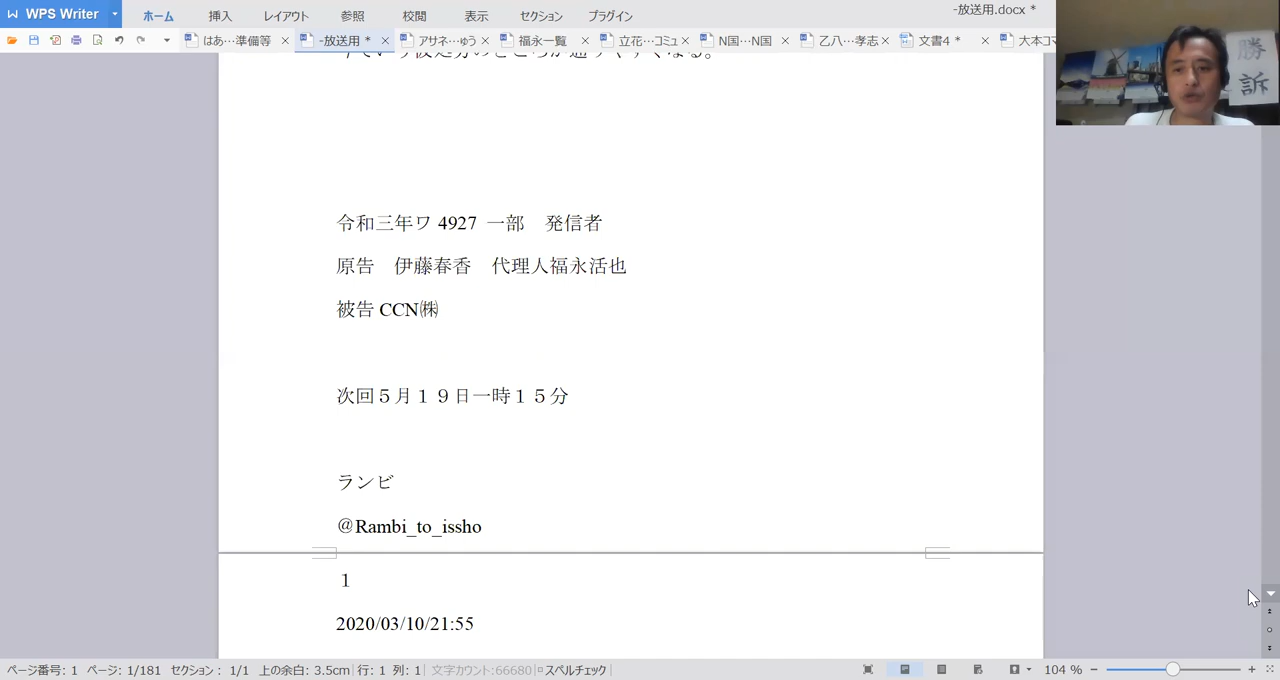 WPS Writer
ホーム
挿入
レイアウト
参照
校閲
表示
セクション
プラグイン
-放送用.docx *
はあ…準備等
-放送用 *
アサネ…ゅう
福永一覧
立花…コミュ
N国…N国
乙八…孝志
文書4 *
大本コマ
勝訴
令和三年ワ 4927 一部 発信者
原告 伊藤春香 代理人福永活也
被告 CCN㈱
次回５月１９日一時１５分
ランビ
＠Rambi_to_issho
1
2020/03/10/21:55
ページ番号: 1 ページ: 1/181 セクション: 1/1 上の余白: 3.5cm 行: 1 列: 1 文字カウント:66680 スペルチェック
104 %